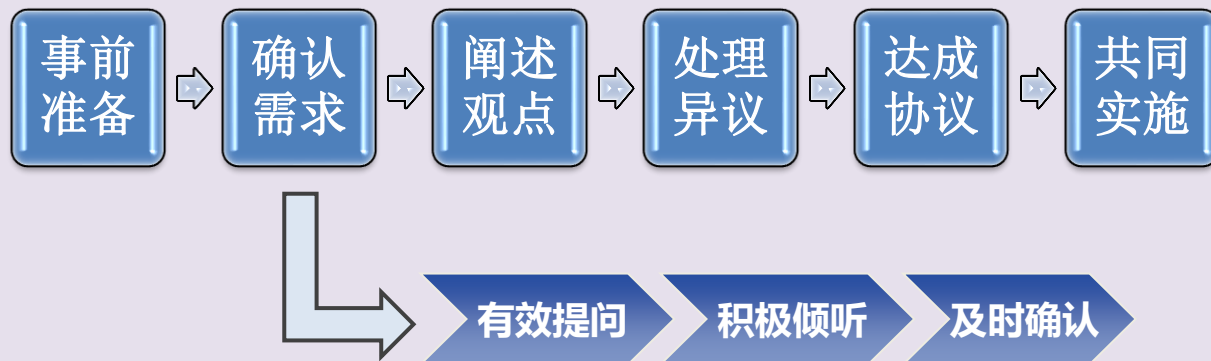 事前
准备
确认
需求
阐述
观点
处理
异议
达成
协议
共同
实施
有效提问
积极倾听
及时确认